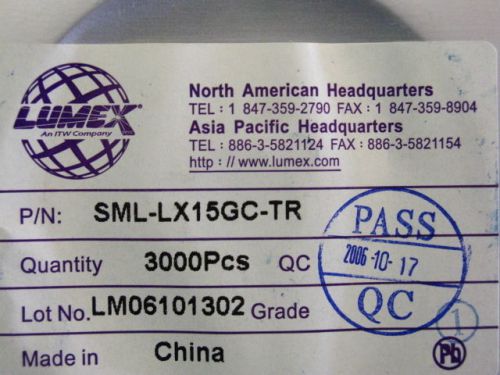 LUMEX®
An ITW Company
North American Headquarters
TEL : 1 847-359-2790 FAX : 1 847-359-8904
Asia Pacific Headquarters
TEL : 886-3-5821124 FAX : 886-3-5821154
http : // www.lumex.com
P/N: SML-LX15GC-TR
Quantity 3000Pcs QC
Lot No. LM06101302 Grade
Made in China
PASS
2006-10-17
QC
1
Pb